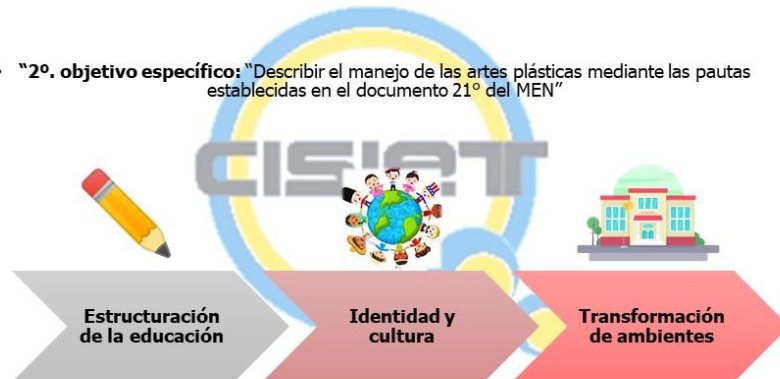 • “2º. objetivo específico: “Describir el manejo de las artes plásticas mediante las pautas
establecidas en el documento 21º del MEN”
CISIAT
Estructuración
de la educación
Identidad y
cultura
Transformación
de ambientes